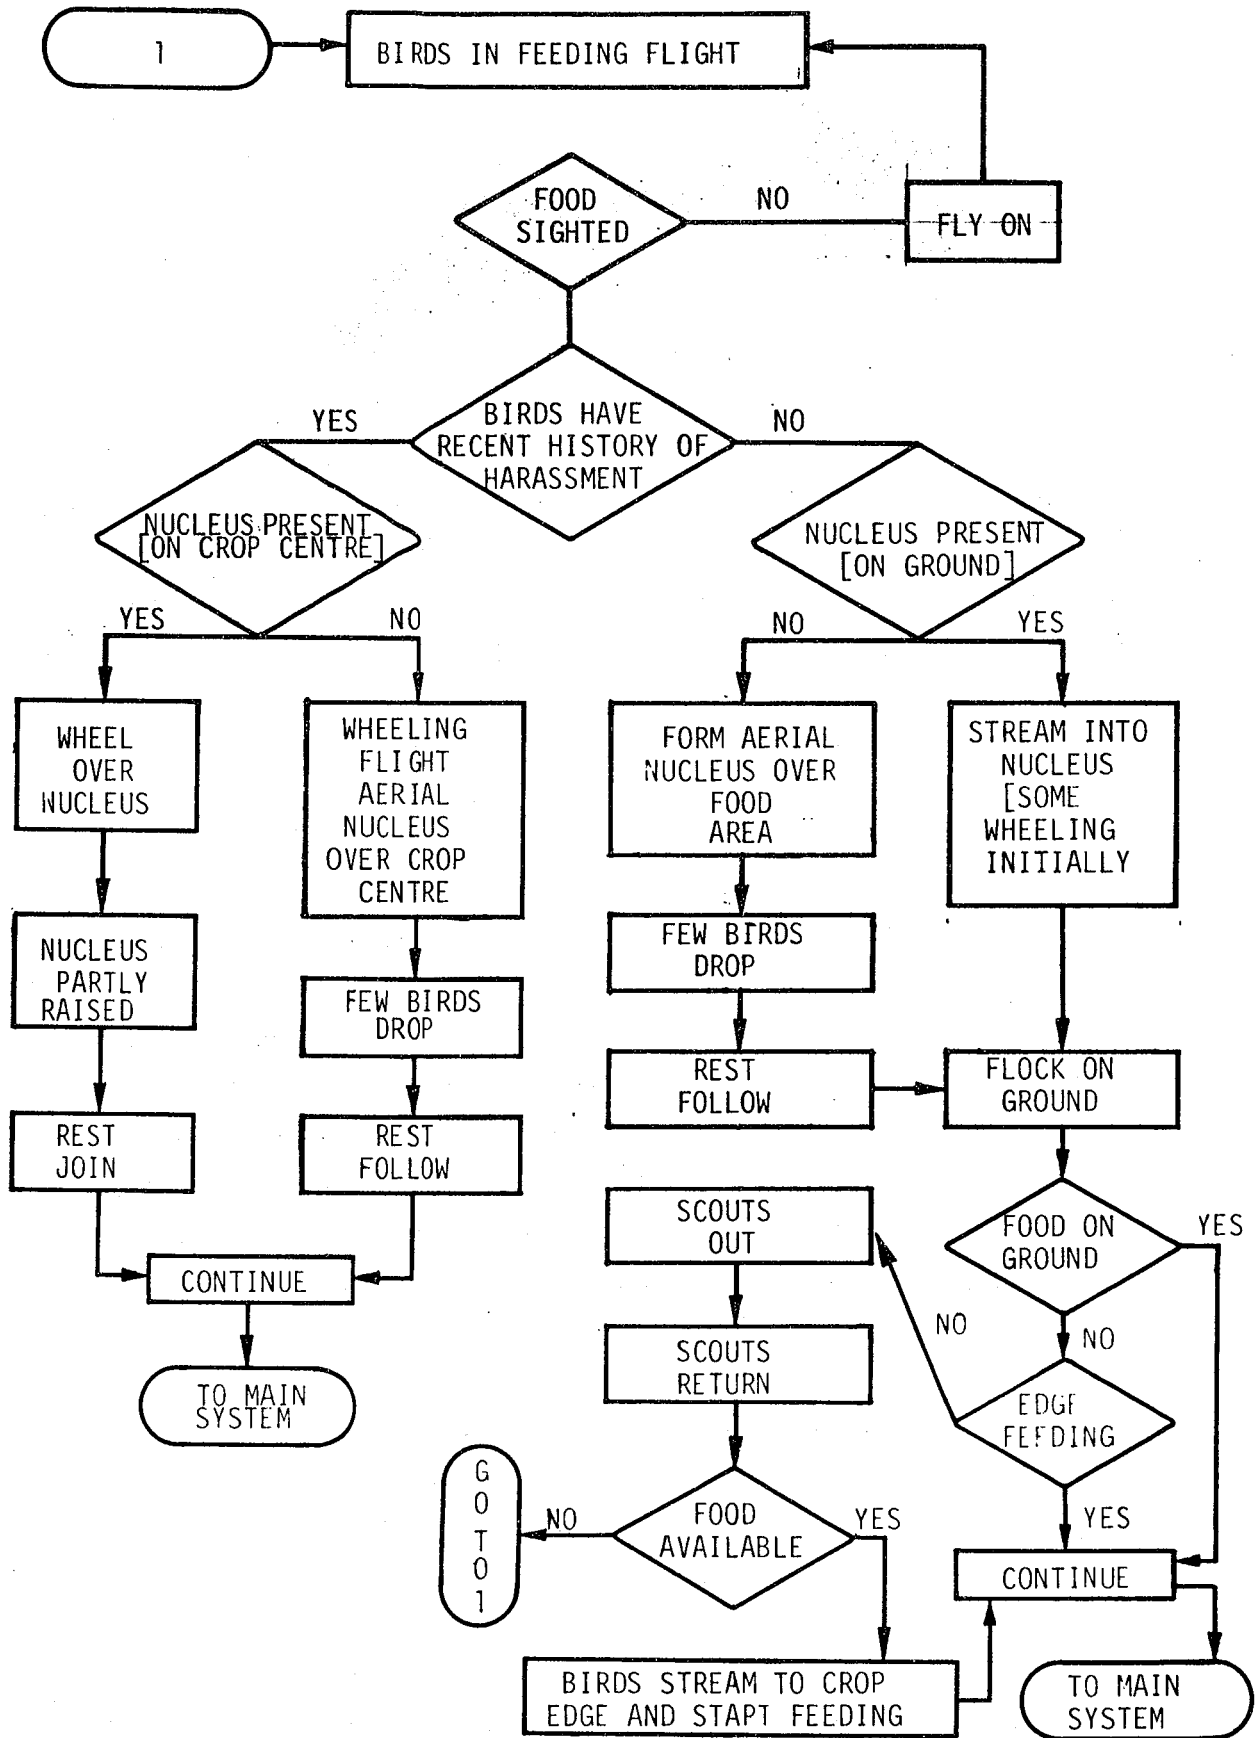 1
BIRDS IN FEEDING FLIGHT
FOOD
SIGHTED
NO
FLY ON
BIRDS HAVE
RECENT HISTORY OF
HARASSMENT
YES
NO
NUCLEUS PRESENT
[ON CROP CENTRE]
NUCLEUS PRESENT
[ON GROUND]
YES
NO
NO
YES
WHEEL
OVER
NUCLEUS
WHEELING
FLIGHT
AERIAL
NUCLEUS
OVER CROP
CENTRE
FORM AERIAL
NUCLEUS OVER
FOOD
AREA
STREAM INTO
NUCLEUS
[SOME
WHEELING
INITIALLY
NUCLEUS
PARTLY
RAISED
FEW BIRDS
DROP
FEW BIRDS
DROP
REST
FOLLOW
FLOCK ON
GROUND
REST
JOIN
REST
FOLLOW
SCOUTS
OUT
FOOD ON
GROUND
YES
CONTINUE
NO
NO
SCOUTS
RETURN
TO MAIN
SYSTEM
EDGE
FEEDING
GO TO 1
NO
FOOD
AVAILABLE
YES
YES
CONTINUE
BIRDS STREAM TO CROP
EDGE AND STAPT FEEDING
TO MAIN
SYSTEM